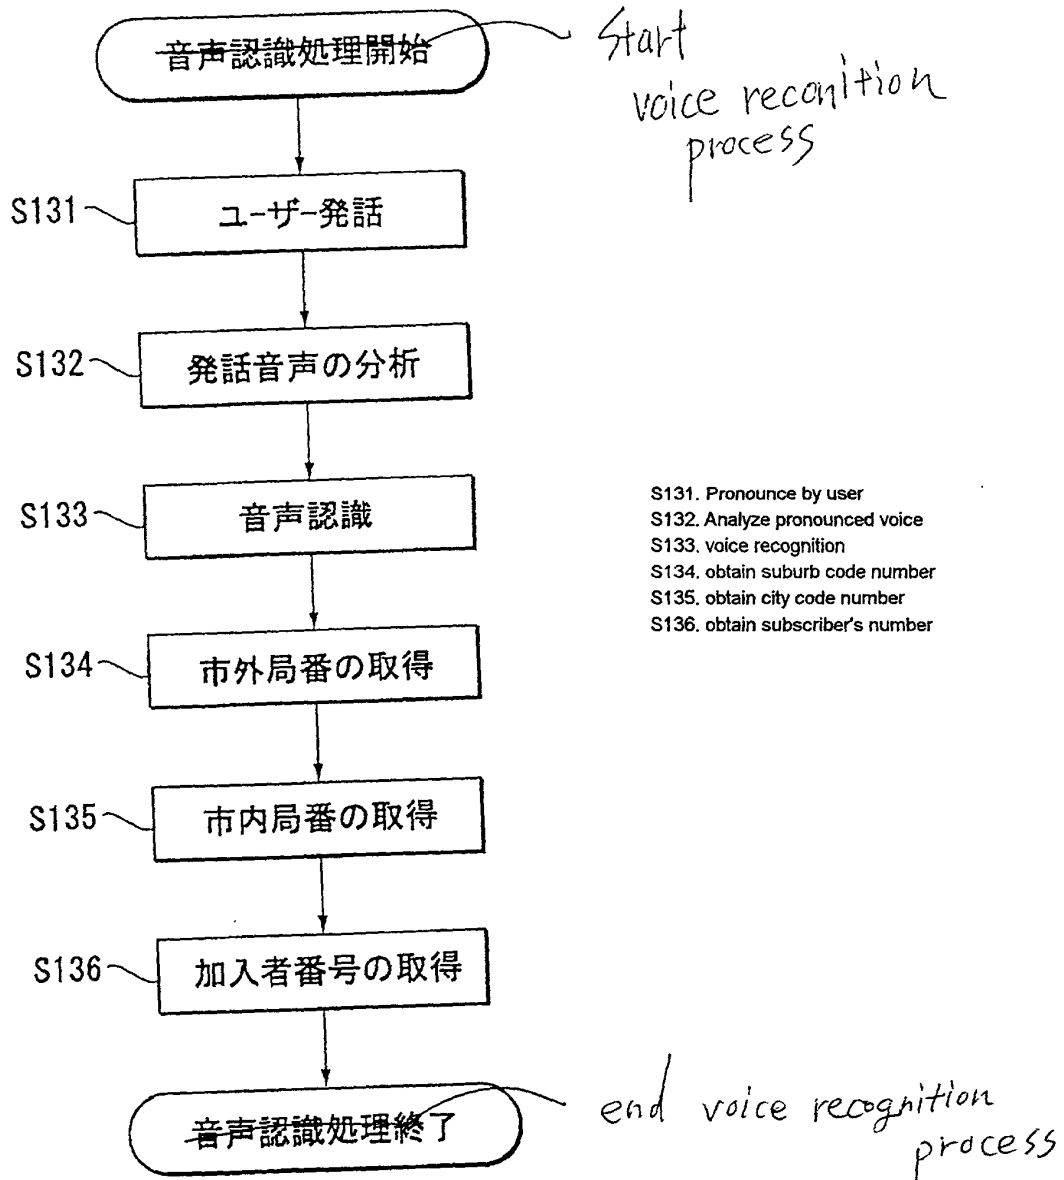 音声認識処理開始
Start
voice reconition
process
S131
ユーザー発話
S132
発話音声の分析
S133
音声認識
S134
市外局番の取得
S135
市内局番の取得
S136
加入者番号の取得
音声認識処理終了
end voice recognition
process
S131. Pronounce by user
S132. Analyze pronounced voice
S133. voice recognition
S134. obtain suburb code number
S135. obtain city code number
S136. obtain subscriber's number